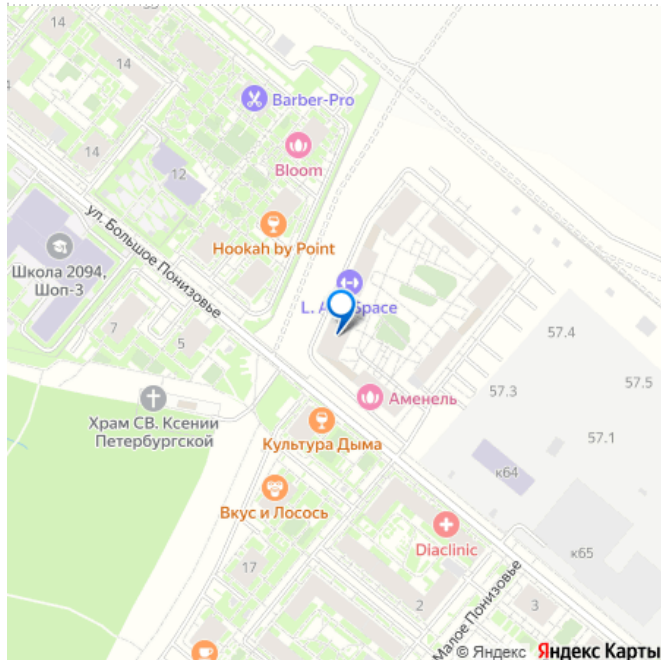 14
33
Barber-Pro
14
14
12
Bloom
ул. Большое Понизовье
Hookah by Point
Школа 2094,
Шоп-3
L. Space
7
5
57.4
57.3
57.5
Аменель
Храм СВ. Ксении
Петербургской
57.1
Культура Дыма
к64
Вкус и Лосось
Diaclinic
к65
17
2
3
Малое Понизовье
© Яндекс Яндекс Карты